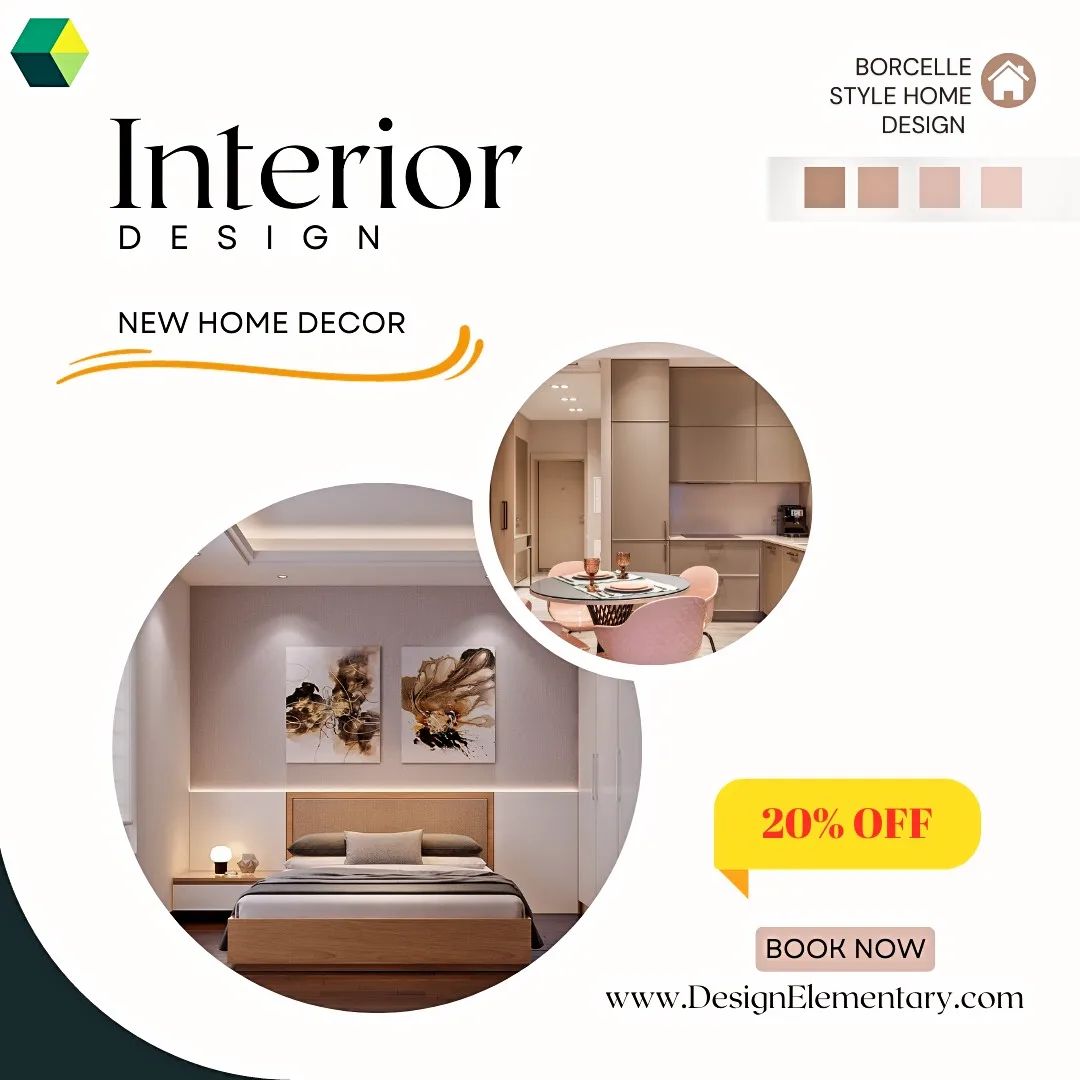 BORCELLE
STYLE HOME
DESIGN
Interior
DESIGN
NEW HOME DECOR
20% OFF
BOOK NOW
www.DesignElementary.com